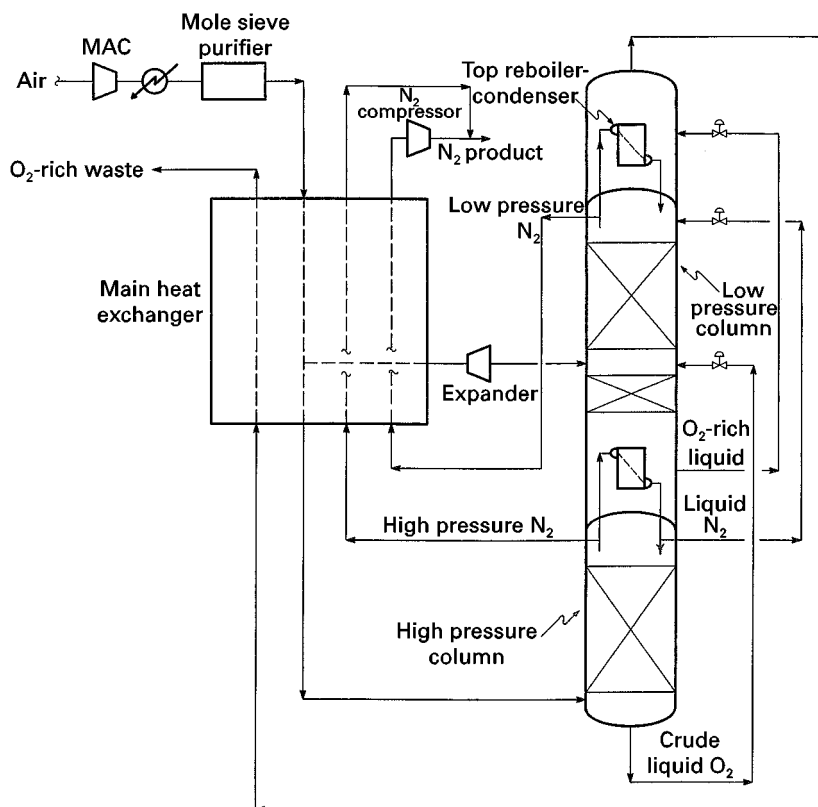 Mole sieve
purifier
MAC
Air
Top reboiler-
condenser
N₂
compressor
N₂ product
O₂-rich waste
Low pressure
N₂
Main heat
exchanger
Low
pressure
column
Expander
O₂-rich
liquid
Liquid
N₂
High pressure N₂
High pressure
column
Crude
liquid O₂